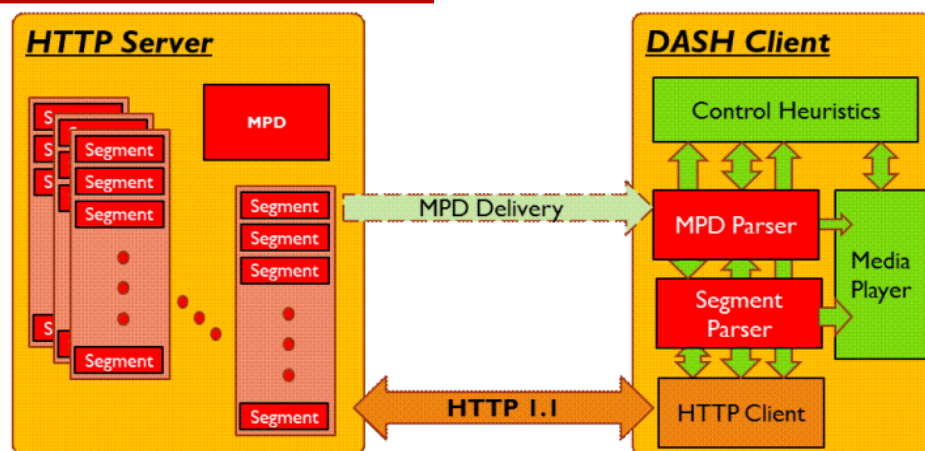 HTTP Server
MPD
Segment
Segment
Segment
Segment
Segment
Segment
Segment
Segment
MPD Delivery
HTTP 1.1
DASH Client
Control Heuristics
MPD Parser
Segment
Parser
Media
Player
HTTP Client